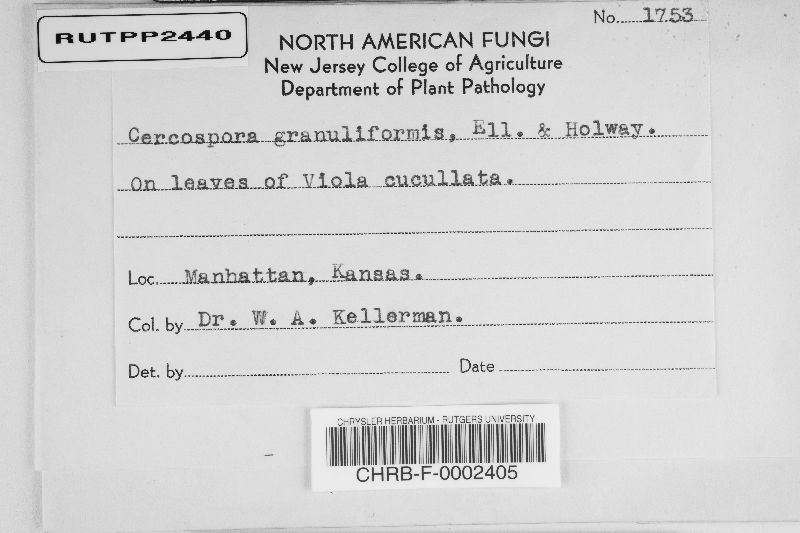 No. 1753
RUTPP2440
NORTH AMERICAN FUNGI
New Jersey College of Agriculture
Department of Plant Pathology
Cercospora granuliformis, Ell. & Holway.
On leaves of Viola cucullata.
Loc. Manhattan, Kansas.
Col. by Dr. W. A. Kellerman.
Det. by Date
CHRYSLER HERBARIUM - RUTGERS UNIVERSITY
CHRB-F-0002405